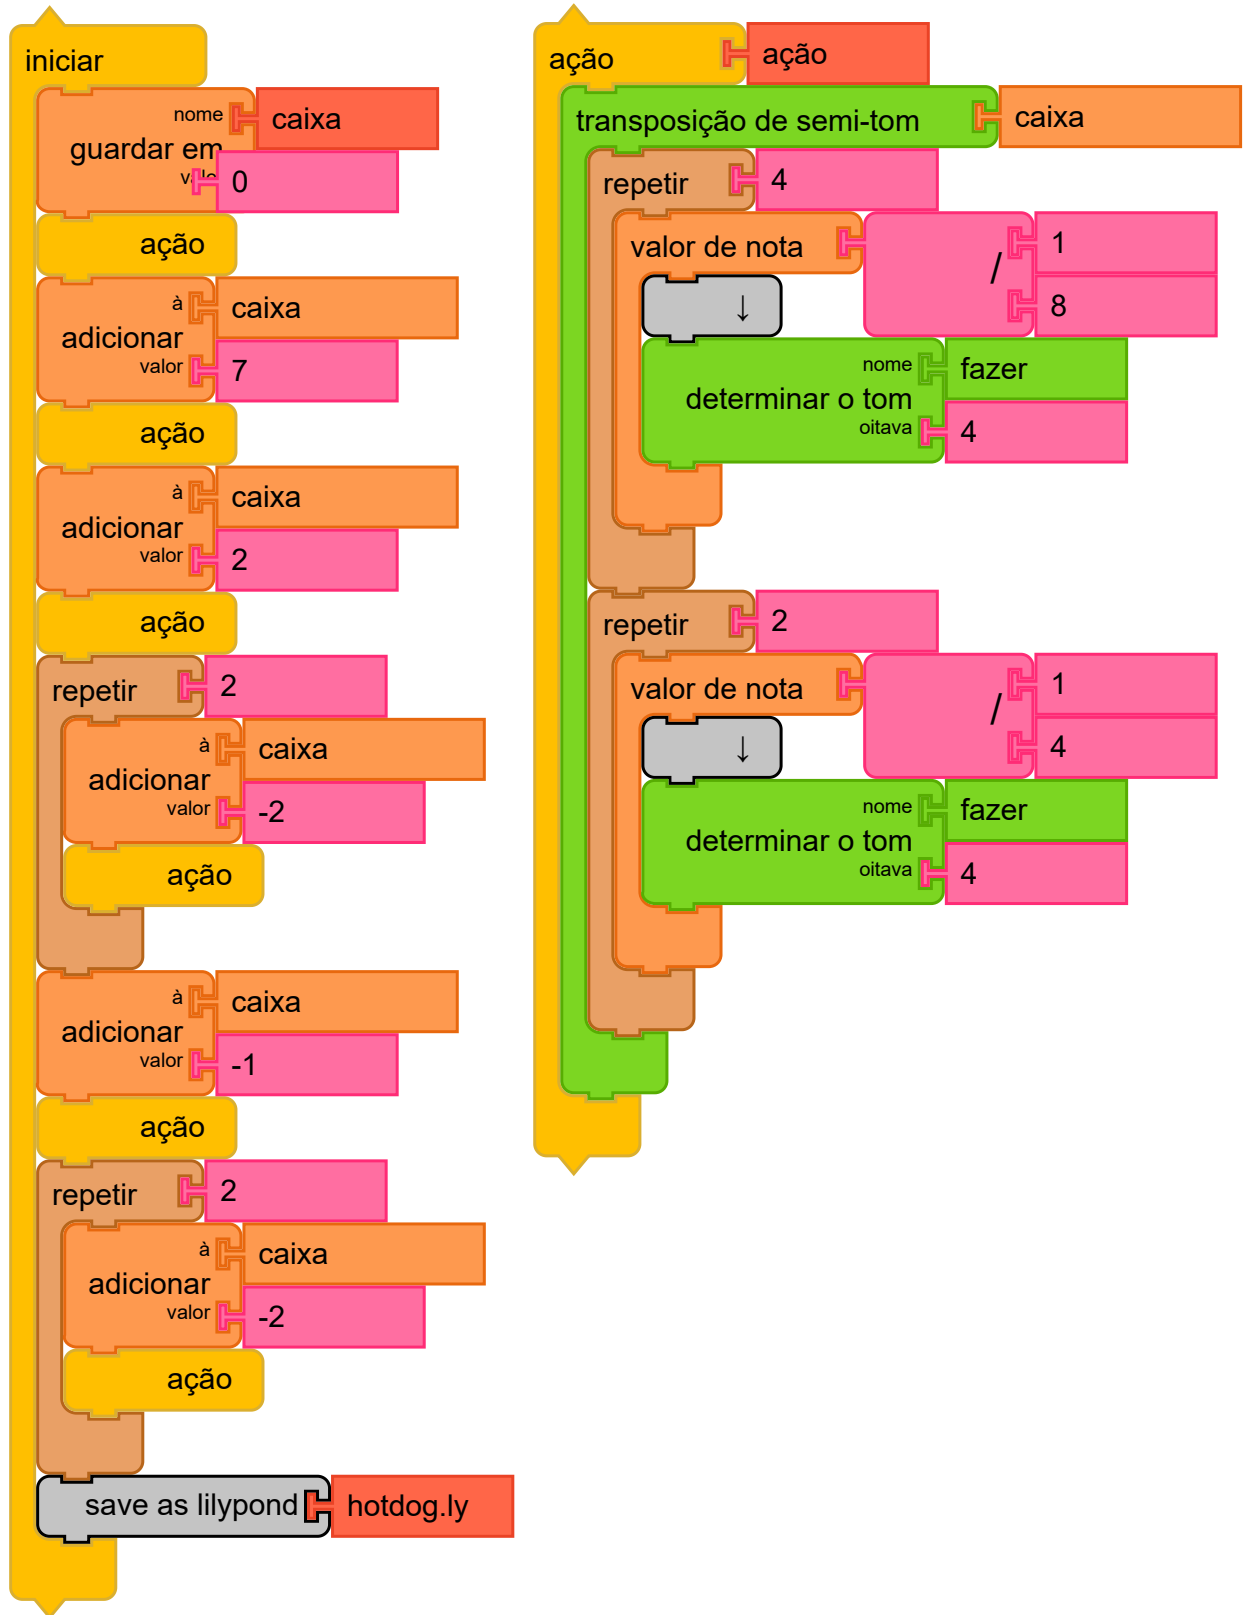 iniciar
nome
caixa
guardar em
valor
0
ação
à
caixa
adicionar
valor
7
ação
à
caixa
adicionar
valor
2
ação
repetir
2
à
caixa
adicionar
valor
-2
ação
à
caixa
adicionar
valor
-1
ação
repetir
2
à
caixa
adicionar
valor
-2
ação
save as lilypond
hotdog.ly
ação
ação
transposição de semi-tom
caixa
repetir
4
valor de nota
/
1
8
↓
nome
fazer
determinar o tom
oitava
4
repetir
2
valor de nota
/
1
4
↓
nome
fazer
determinar o tom
oitava
4